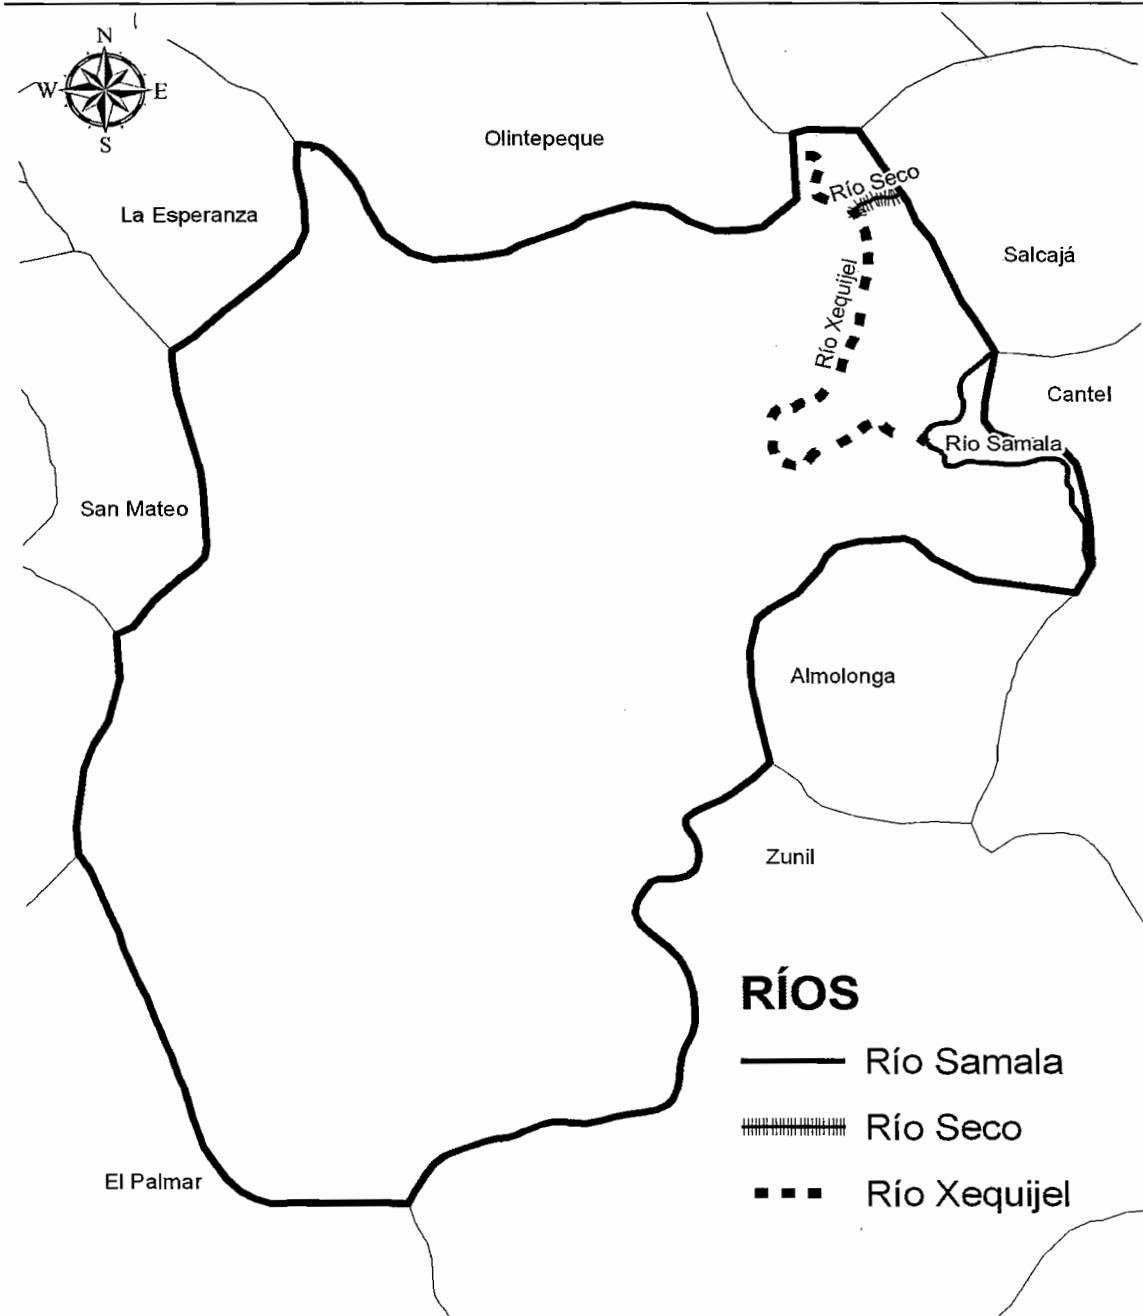 N
W E
S
Olintepeque
La Esperanza
Río Seco
Salcajá
Río Xequijel
Cantel
Río Samala
San Mateo
Almolonga
Zunil
RÍOS
Río Samala
Río Seco
Río Xequijel
El Palmar